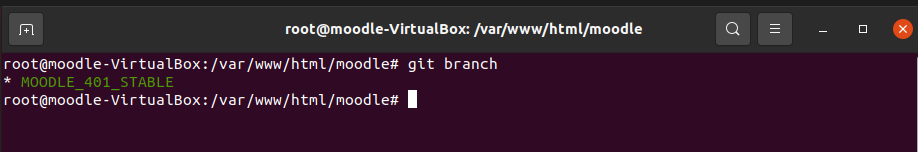 root@moodle-VirtualBox: /var/www/html/moodle
root@moodle-VirtualBox:/var/www/html/moodle# git branch
* MOODLE_401_STABLE
root@moodle-VirtualBox:/var/www/html/moodle#